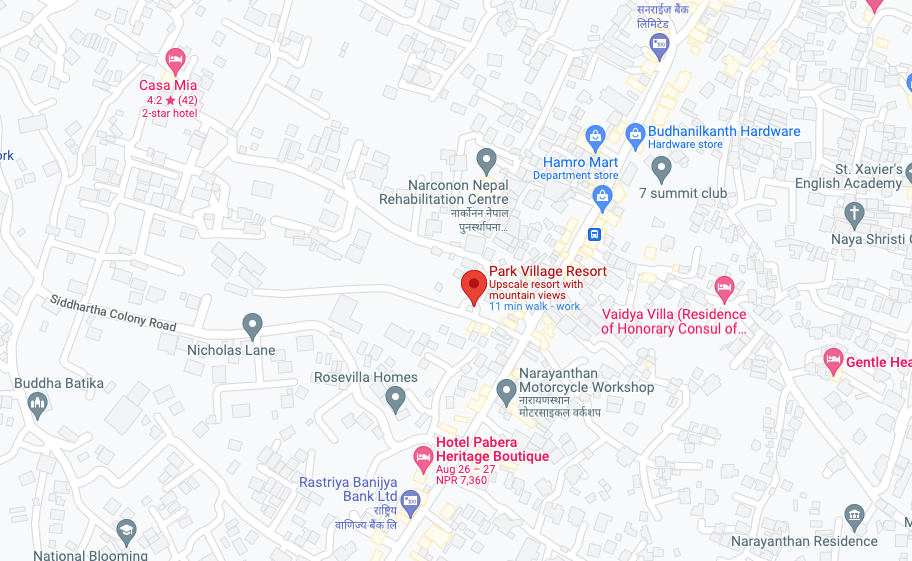 सनराईज बैंक
लिमिटेड
Casa Mia
4.2 ★ (42)
2-star hotel
ork
Budhanilkanth Hardware
Hardware store
Hamro Mart
Department store
St. Xavier's
English Academy
Narconon Nepal
Rehabilitation Centre
नार्कोनन नेपाल
पुनर्स्थापना...
7 summit club
Naya Shristi C
Park Village Resort
Upscale resort with
mountain views
11 min walk - work
Siddhartha Colony Road
Vaidya Villa (Residence
of Honorary Consul of...
Nicholas Lane
Gentle Hea
Rosevilla Homes
Buddha Batika
Narayanthan
Motorcycle Workshop
नारायणस्थान
मोटरसाइकल वर्कशप
Hotel Pabera
Heritage Boutique
Aug 26 – 27
NPR 7,360
Rastriya Banijya
Bank Ltd
राष्ट्रिय
वाणिज्य बैंक लि
Narayanthan Residence
M
National Blooming